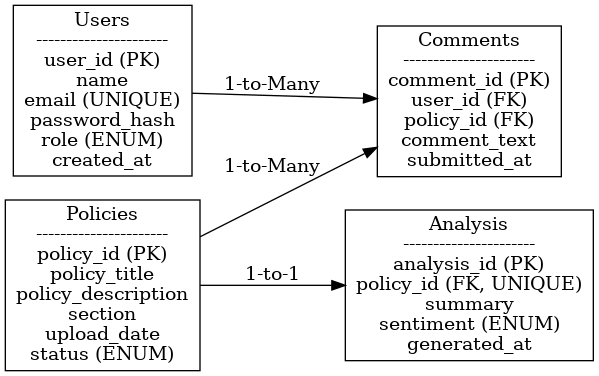 Users
----------------------
user_id (PK)
name
email (UNIQUE)
password_hash
role (ENUM)
created_at
1-to-Many
Comments
----------------------
comment_id (PK)
user_id (FK)
policy_id (FK)
comment_text
submitted_at
1-to-Many
Policies
----------------------
policy_id (PK)
policy_title
policy_description
section
upload_date
status (ENUM)
1-to-1
Analysis
----------------------
analysis_id (PK)
policy_id (FK, UNIQUE)
summary
sentiment (ENUM)
generated_at